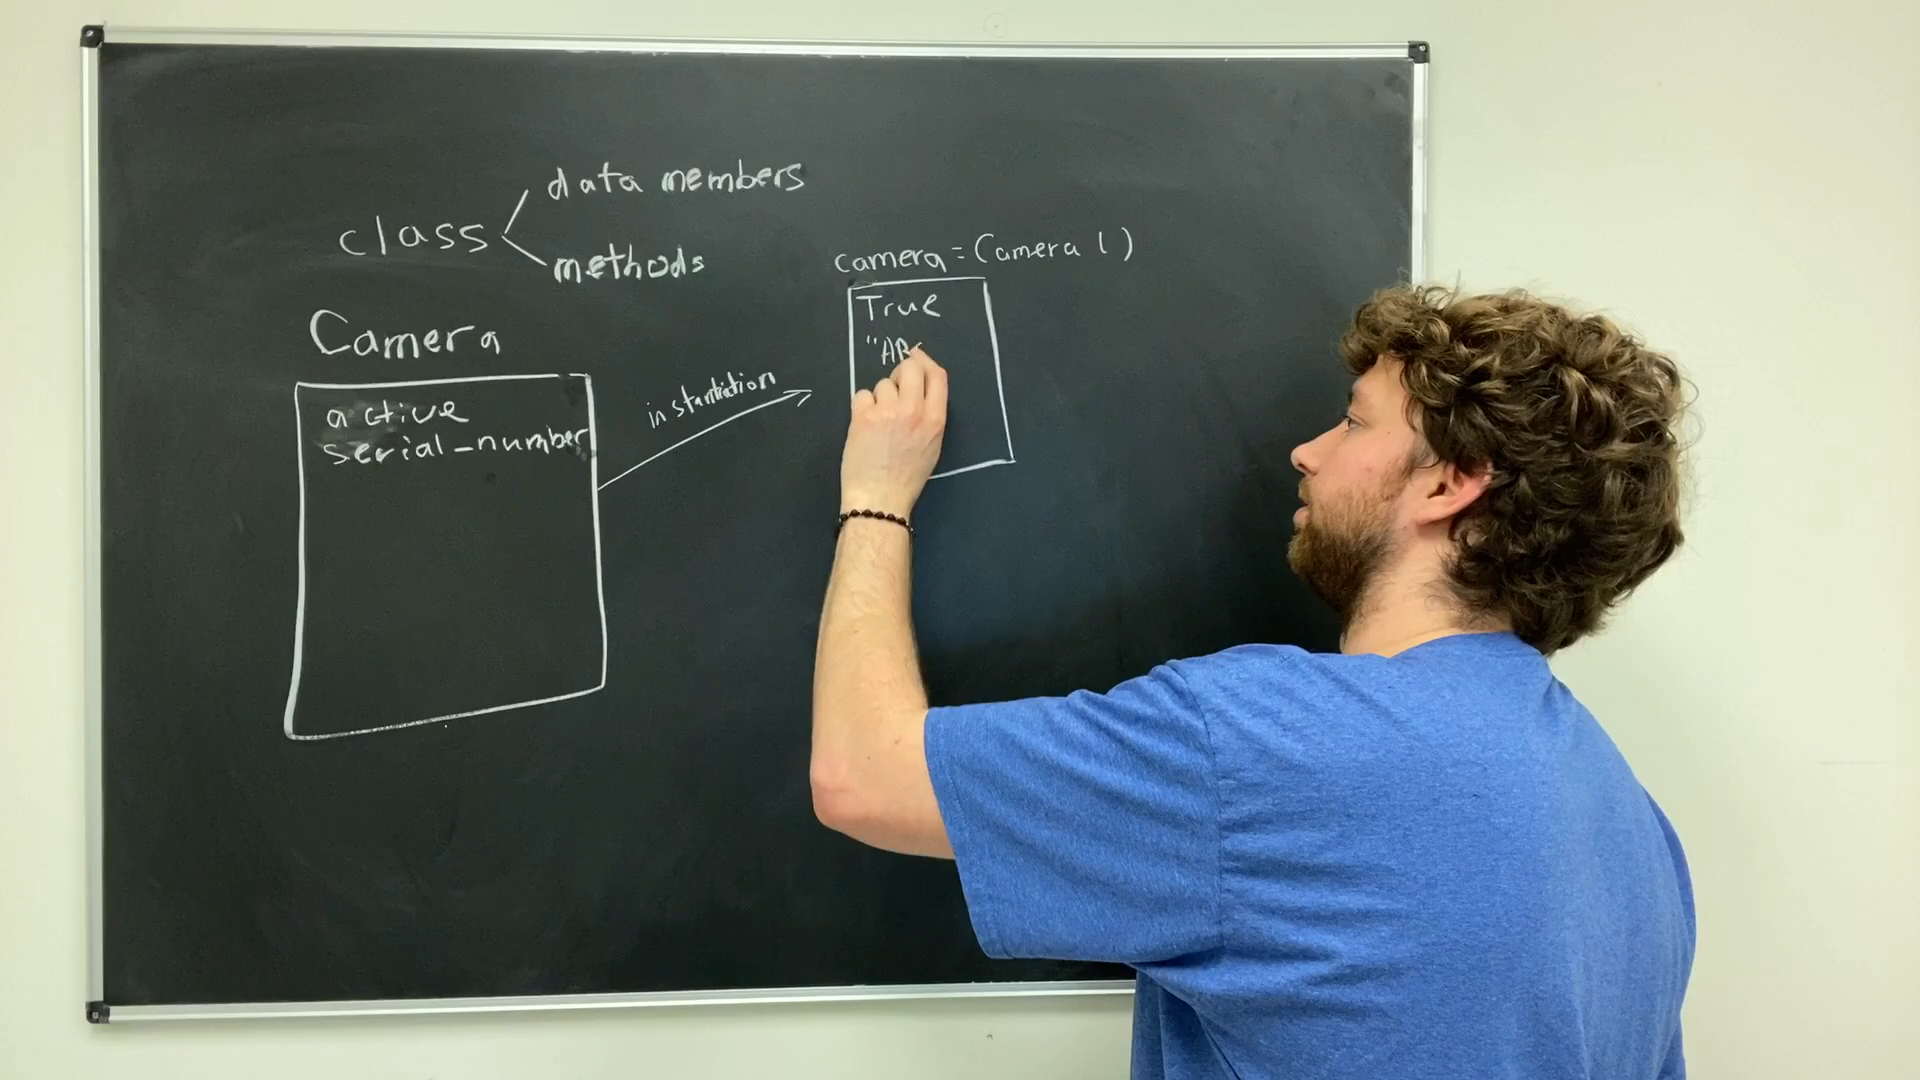 class
data members
methods
Camera
active
serial_number
instantiation
camera = Camera()
True
"AB